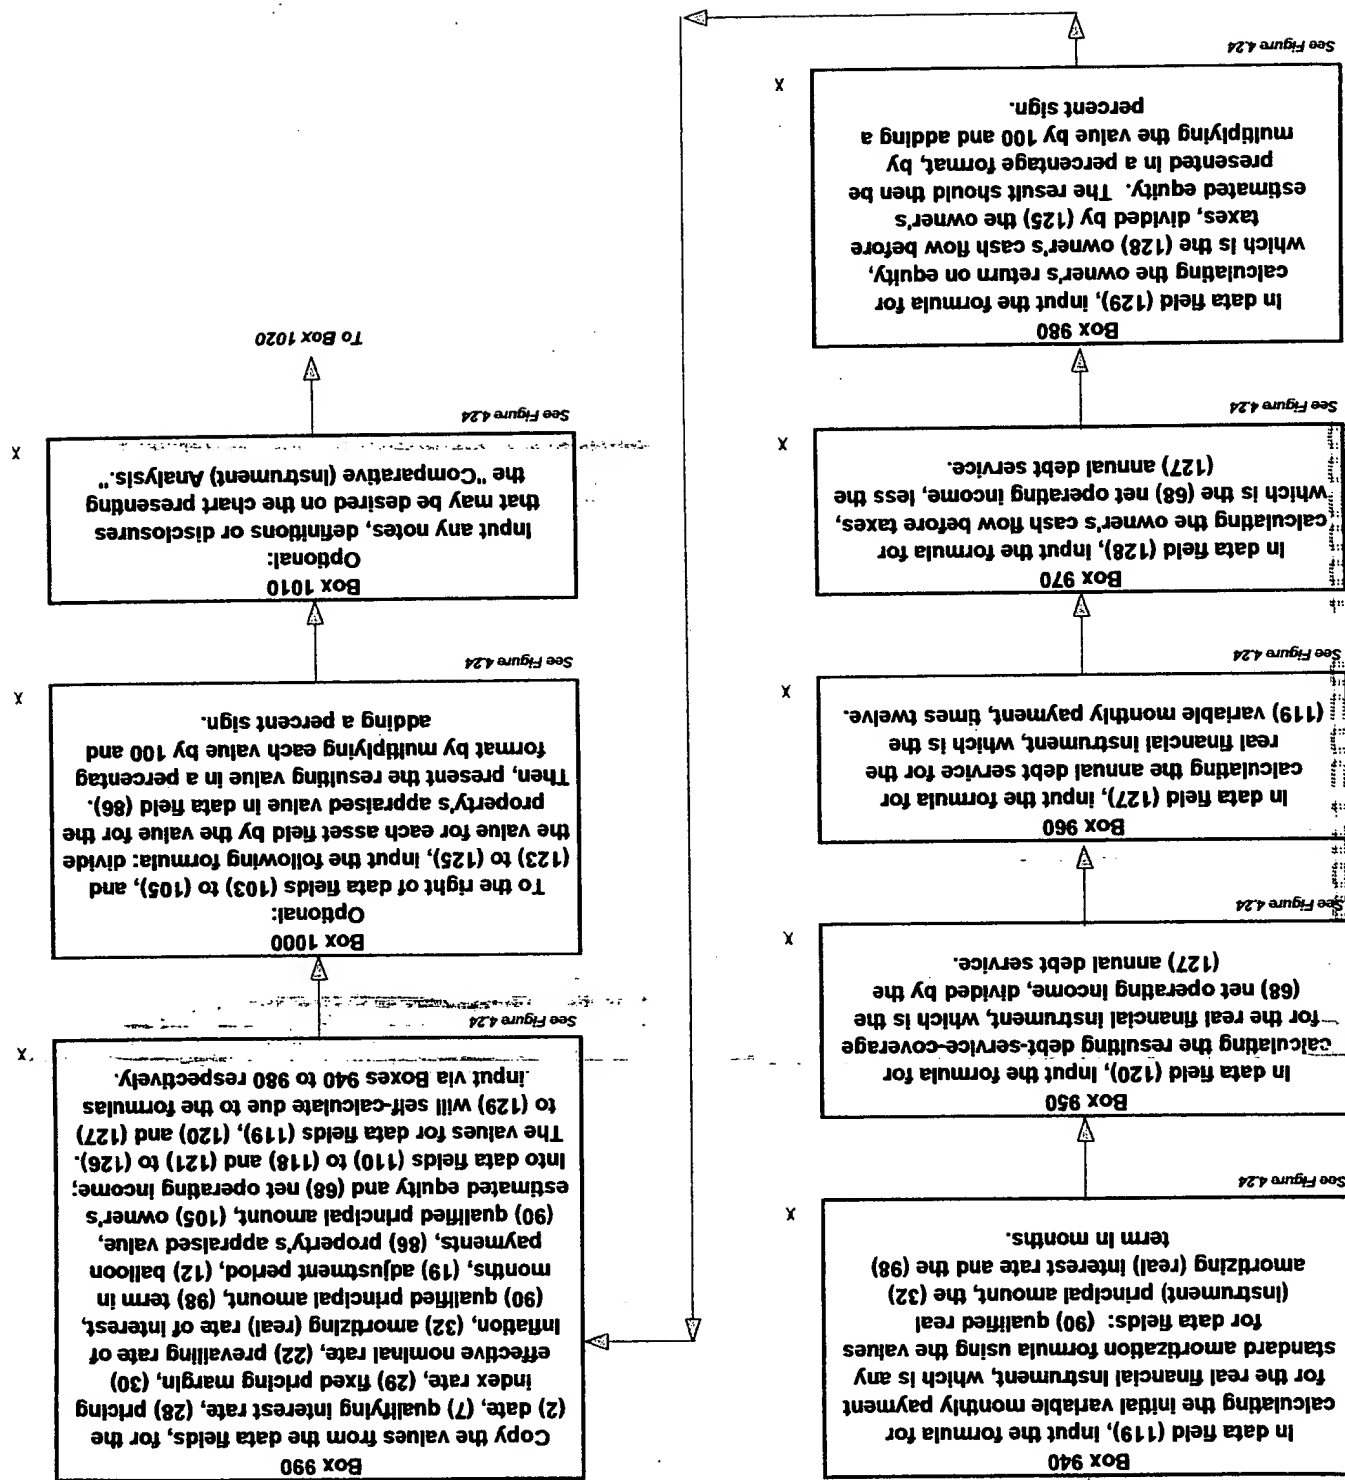 Box 940
In data field (119), input the formula for
calculating the initial variable monthly payment
for the real financial instrument, which is any
standard amortization formula using the values
for data fields: (90) qualified real
(instrument) principal amount, the (32)
amortizing (real) interest rate and the (98)
term in months.
X
See Figure 4.24
Box 950
In data field (120), input the formula for
calculating the resulting debt-service-coverage
for the real financial instrument, which is the
(68) net operating income, divided by the
(127) annual debt service.
X
See Figure 4.24
Box 960
In data field (127), input the formula for
calculating the annual debt service for the
real financial instrument, which is the
(119) variable monthly payment, times twelve.
X
See Figure 4.24
Box 970
In data field (128), input the formula for
calculating the owner's cash flow before taxes,
which is the (68) net operating income, less the
(127) annual debt service.
X
See Figure 4.24
Box 980
In data field (129), input the formula for
calculating the owner's return on equity,
which is the (128) owner's cash flow before
taxes, divided by (125) the owner's
estimated equity. The result should then be
presented in a percentage format, by
multiplying the value by 100 and adding a
percent sign.
X
See Figure 4.24
Box 990
Copy the values from the data fields, for the
(2) date, (7) qualifying interest rate, (28) pricing
index rate, (29) fixed pricing margin, (30)
effective nominal rate, (22) prevailing rate of
inflation, (32) amortizing (real) rate of interest,
(90) qualified principal amount, (98) term in
months, (19) adjustment period, (12) balloon
payments, (86) property's appraised value,
(90) qualified principal amount, (105) owner's
estimated equity and (68) net operating income;
into data fields (110) to (118) and (121) to (126).
The values for data fields (119), (120) and (127)
to (129) will self-calculate due to the formulas
input via Boxes 940 to 980 respectively.
X
See Figure 4.24
Box 1000
Optional:
To the right of data fields (103) to (105), and
(123) to (125), input the following formula: divide
the value for each asset field by the value for the
property's appraised value in data field (86).
Then, present the resulting value in a percentag
format by multiplying each value by 100 and
adding a percent sign.
X
See Figure 4.24
Box 1010
Optional:
Input any notes, definitions or disclosures
that may be desired on the chart presenting
the "Comparative (Instrument) Analysis."
X
See Figure 4.24
To Box 1020